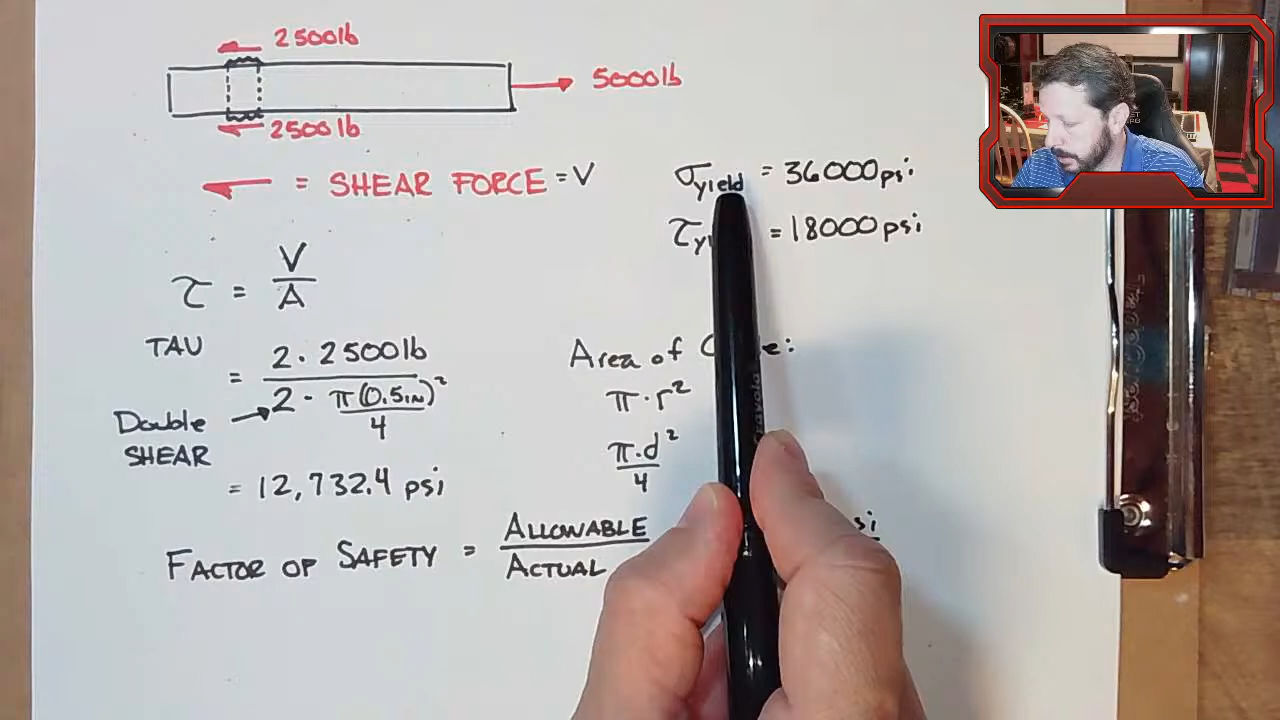 2500lb
5000lb
2500lb
= SHEAR FORCE = V
σyield = 36000psi
= 18000psi
τ = V
A
TAU
= 2 · 2500lb
2 · π(0.5in)²
4
Double
SHEAR
= 12,732.4 psi
Area of
π · r²
π · d²
4
FACTOR OF SAFETY = ALLOWABLE
ACTUAL